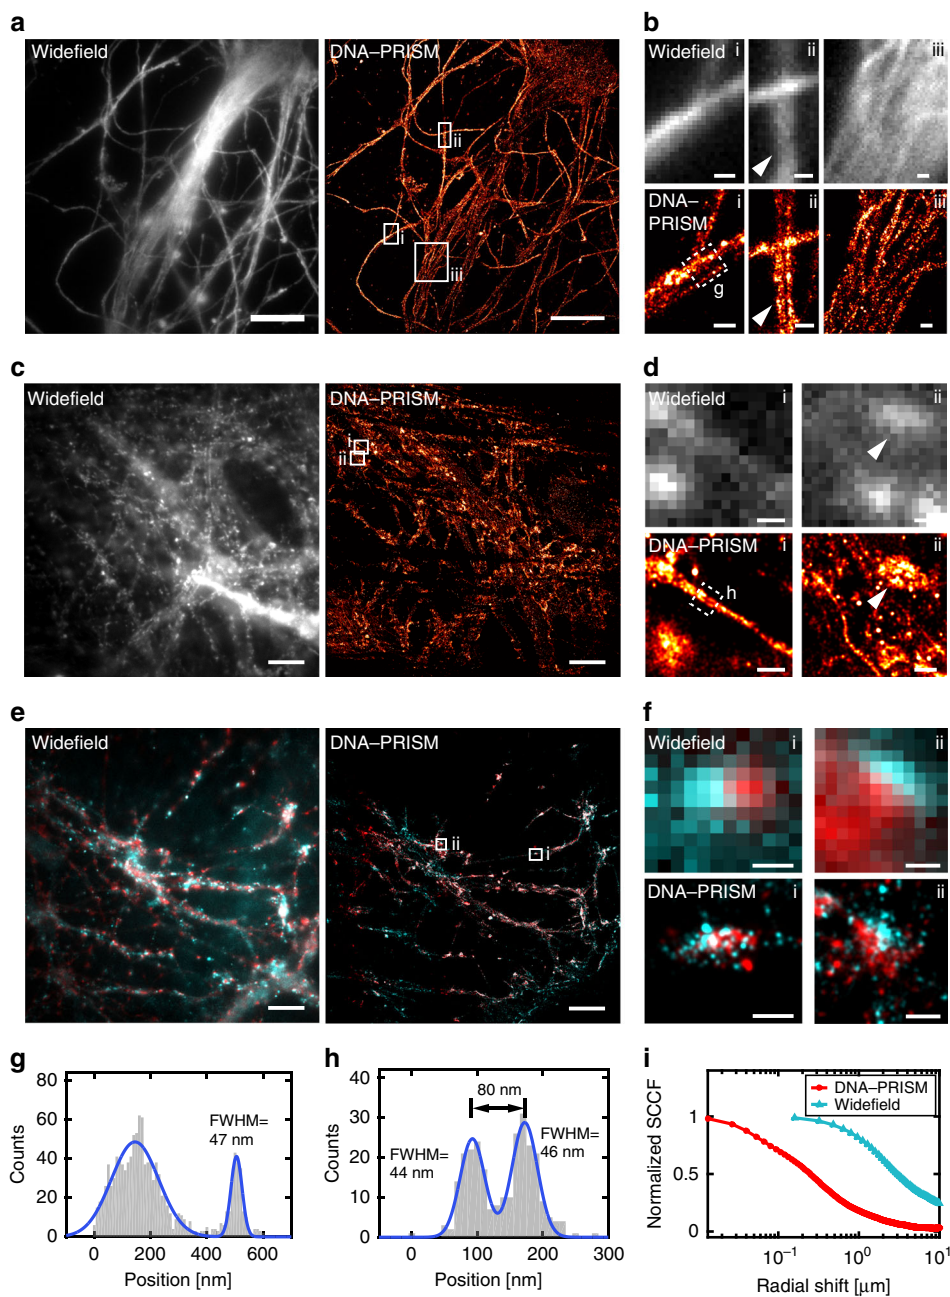 a
Widefield
DNA–PRISM
ii
i
iii
b
Widefield
i
ii
iii
DNA–
PRISM
i
ii
iii
g
c
Widefield
DNA–PRISM
i
ii
d
Widefield
i
ii
DNA–PRISM
i
ii
h
e
Widefield
DNA–PRISM
ii
i
f
Widefield
i
ii
DNA–PRISM
i
ii
g
80
60
40
20
0
Counts
FWHM=
47 nm
0 200 400 600
Position [nm]
h
40
30
20
10
0
Counts
80 nm
FWHM=
44 nm
FWHM=
46 nm
0 100 200 300
Position [nm]
i
Normalized SCCF
1
0.5
0
DNA–PRISM
Widefield
10⁻¹ 10⁰ 10¹
Radial shift [μm]